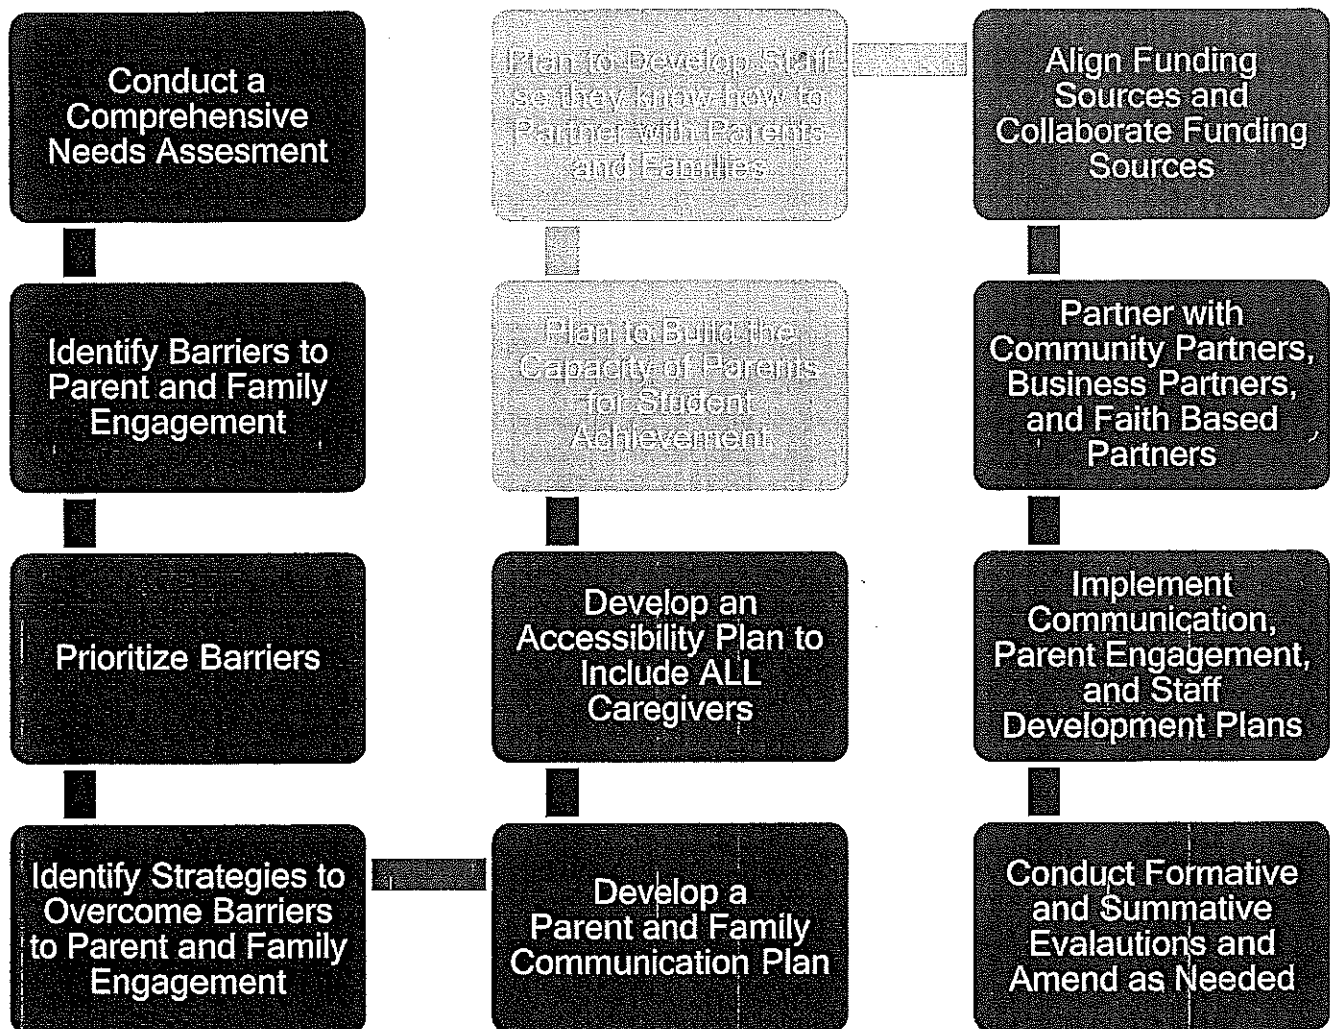 Conduct a
Comprehensive
Needs Assesment
Identify Barriers to
Parent and Family
Engagement
Prioritize Barriers
Identify Strategies to
Overcome Barriers
to Parent and Family
Engagement
Develop a
Parent and Family
Communication Plan
Develop an
Accessibility Plan to
Include ALL
Caregivers
Plan to Build the
Capacity of Parents
for Student
Achievement
Plan to Develop Staff
so they know how to
Partner with Parents
and Families
Align Funding
Sources and
Collaborate Funding
Sources
Partner with
Community Partners,
Business Partners,
and Faith Based
Partners
Implement
Communication,
Parent Engagement,
and Staff
Development Plans
Conduct Formative
and Summative
Evalautions and
Amend as Needed